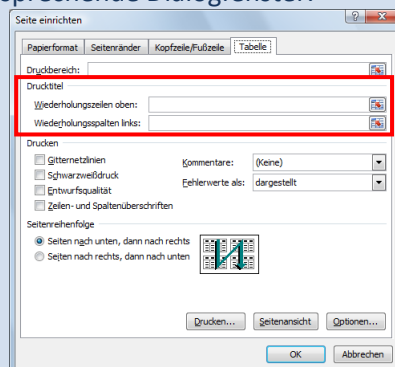 Seite einrichten
Papierformat Seitenränder Kopfzeile/Fußzeile Tabelle
Druckbereich:
Drucktitel
Wiederholungszeilen oben:
Wiederholungsspalten links:
Drucken
Gitternetzlinien Kommentare: (Keine)
Schwarzweißdruck Fehlerwerte als: dargestellt
Entwurfsqualität
Zeilen- und Spaltenüberschriften
Seitenreihenfolge
Seiten nach unten, dann nach rechts
Seiten nach rechts, dann nach unten
Drucken... Seitenansicht Optionen...
OK Abbrechen